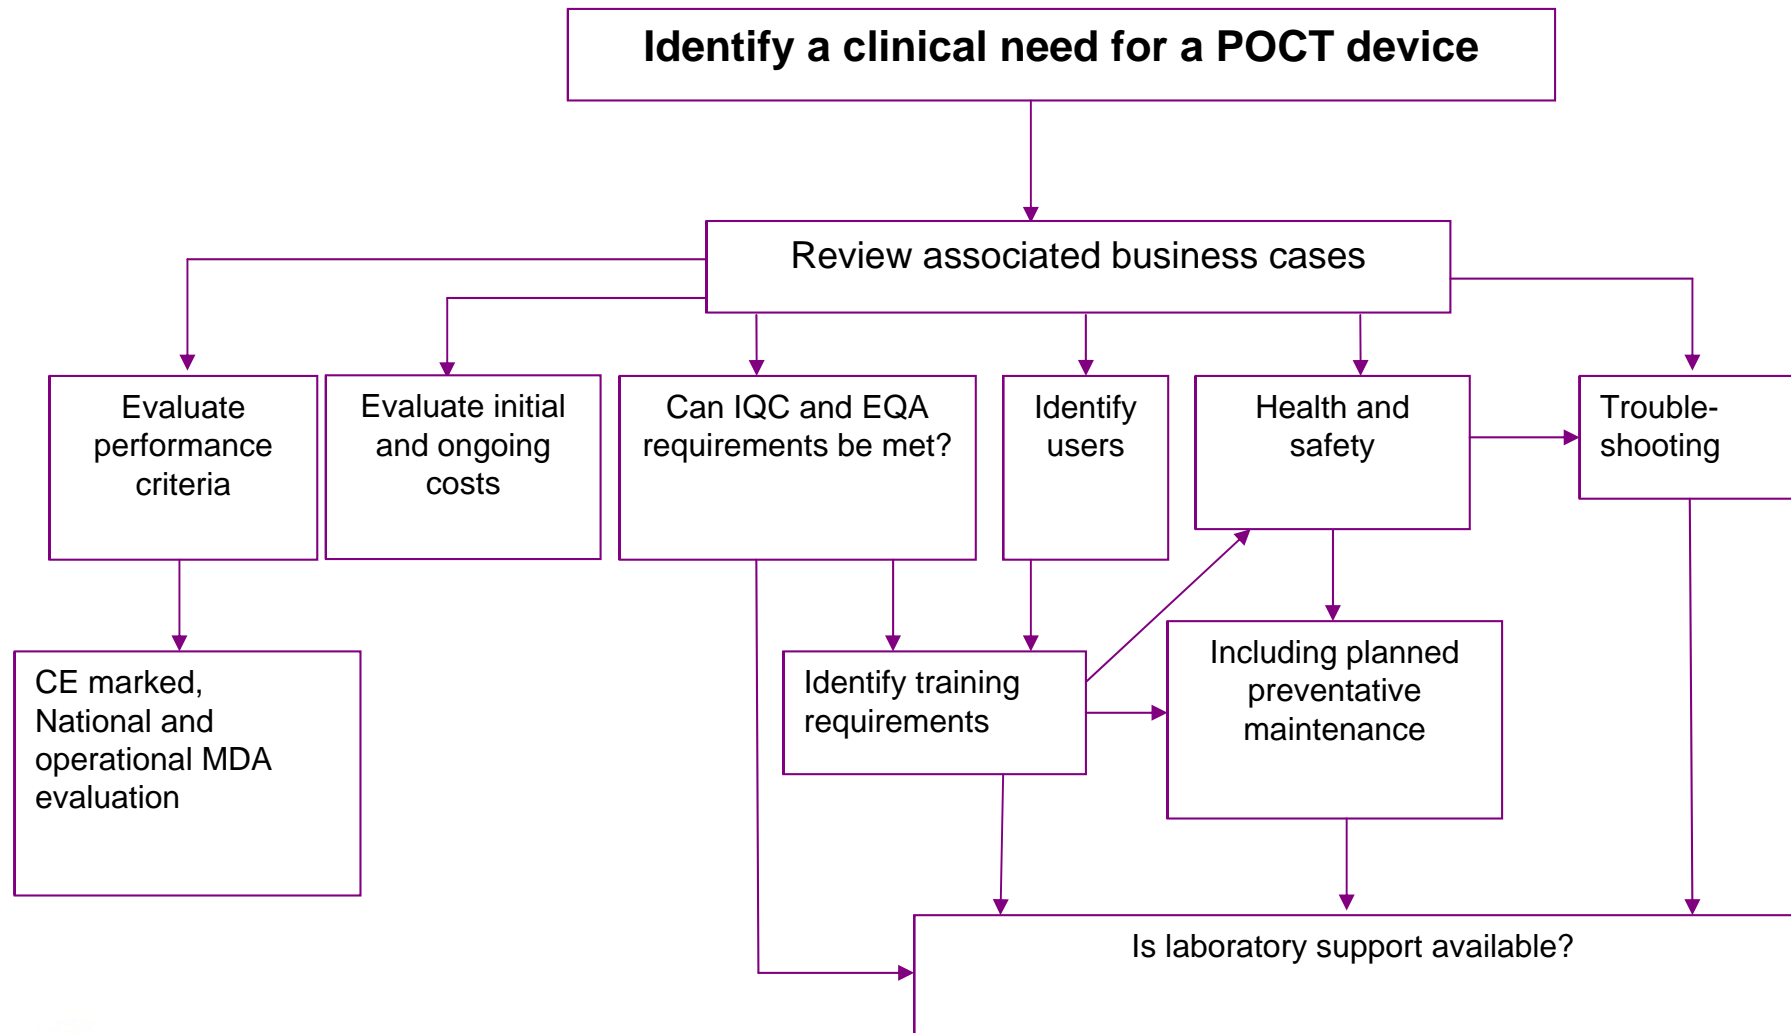 Identify a clinical need for a POCT device
Review associated business cases
Evaluate
performance
criteria
Evaluate initial
and ongoing
costs
Can IQC and EQA
requirements be met?
Identify
users
Health and
safety
Trouble-
shooting
CE marked,
National and
operational MDA
evaluation
Identify training
requirements
Including planned
preventative
maintenance
Is laboratory support available?